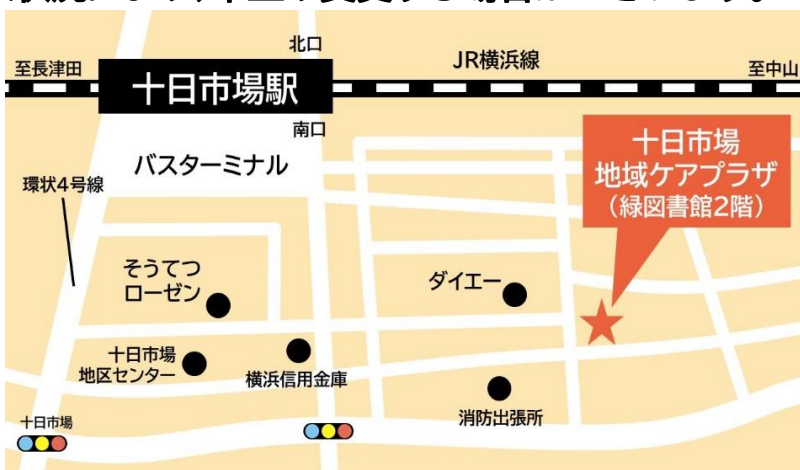 北口
JR横浜線
至長津田
十日市場駅
至中山
南口
バスターミナル
環状4号線
十日市場
地域ケアプラザ
(緑図書館2階)
そうてつ
ローゼン
ダイエー
十日市場
地区センター
横浜信用金庫
消防出張所
十日市場